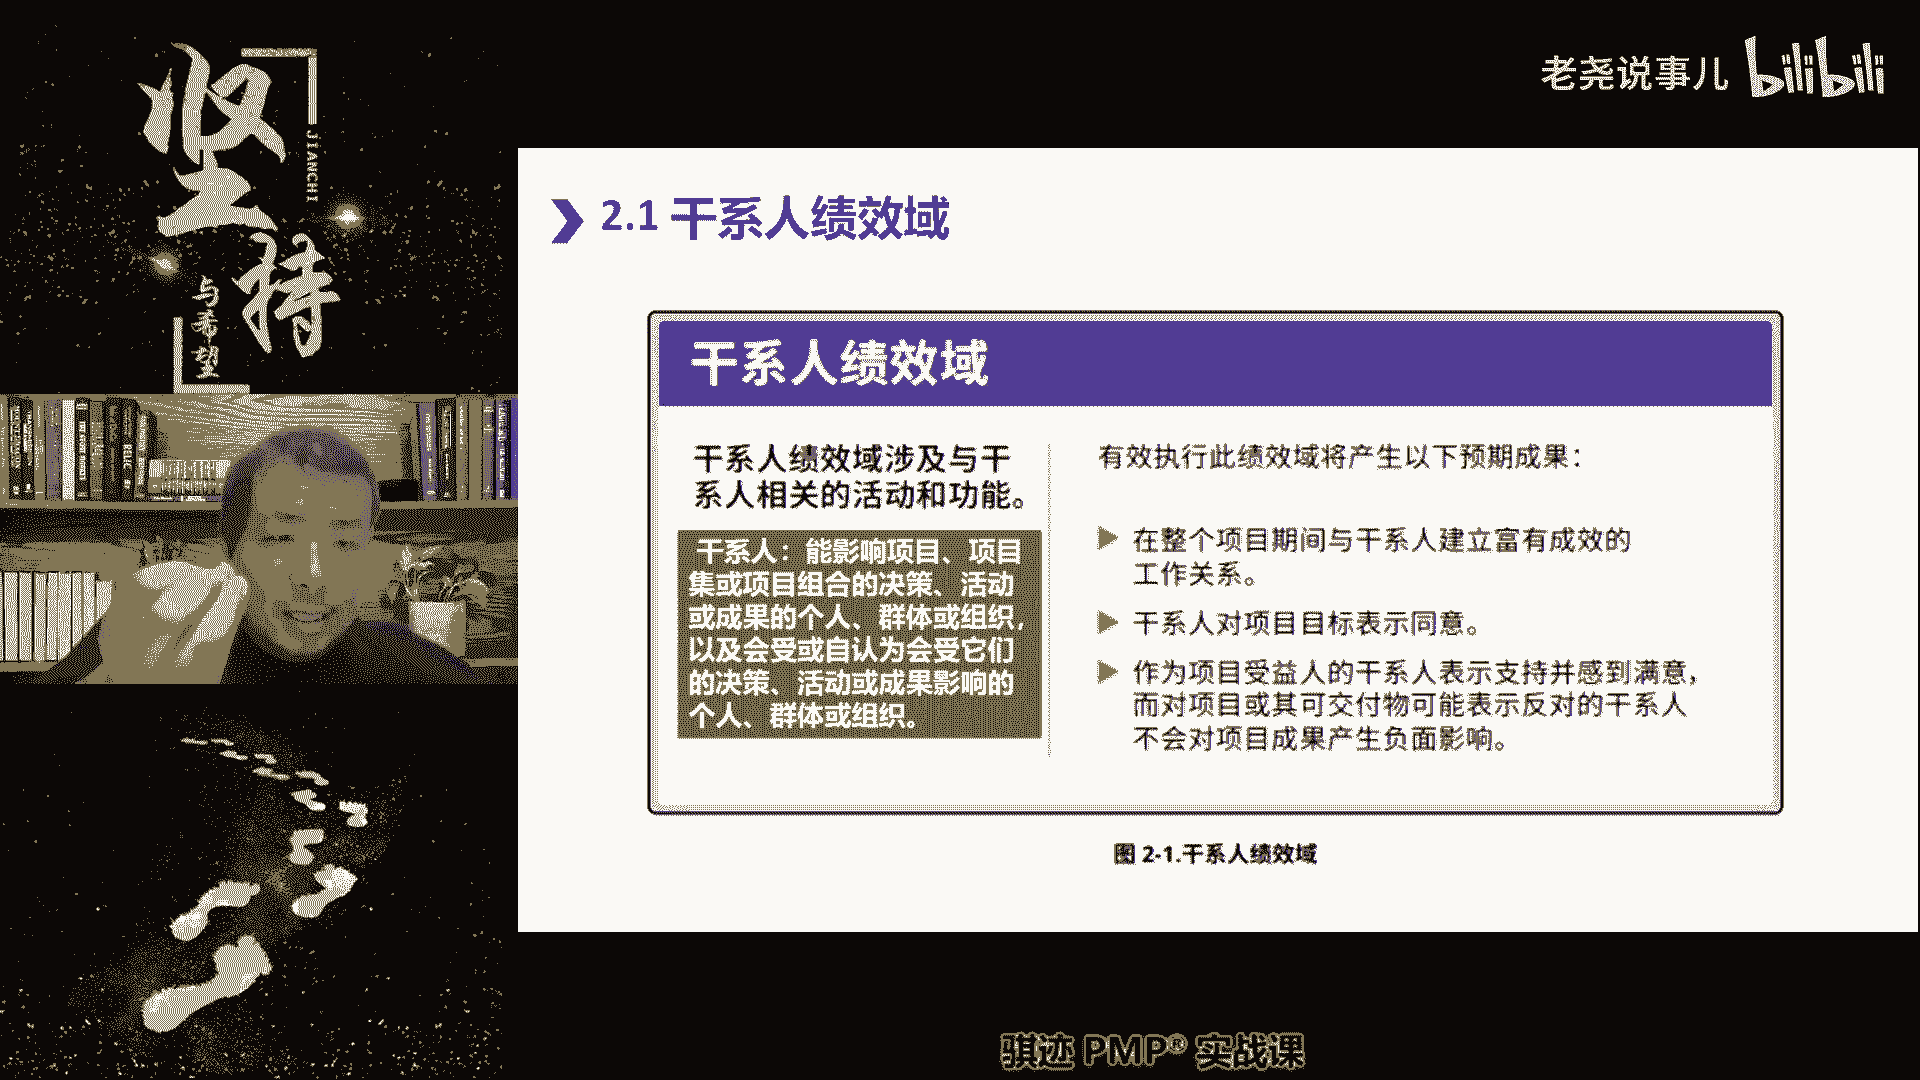 坚持
JIANCHI
与希望
老尧说事儿 bilibili
2.1 干系人绩效域
干系人绩效域
干系人绩效域涉及与干
系人相关的活动和功能。
干系人：能影响项目、项目
集或项目组合的决策、活动
或成果的个人、群体或组织，
以及会受或自认为会受它们
的决策、活动或成果影响的
个人、群体或组织。
有效执行此绩效域将产生以下预期成果：
在整个项目期间与干系人建立富有成效的
工作关系。
干系人对项目目标表示同意。
作为项目受益人的干系人表示支持并感到满意，
而对项目或其可交付物可能表示反对的干系人
不会对项目成果产生负面影响。
图 2-1.干系人绩效域
骐迹 PMP® 实战课